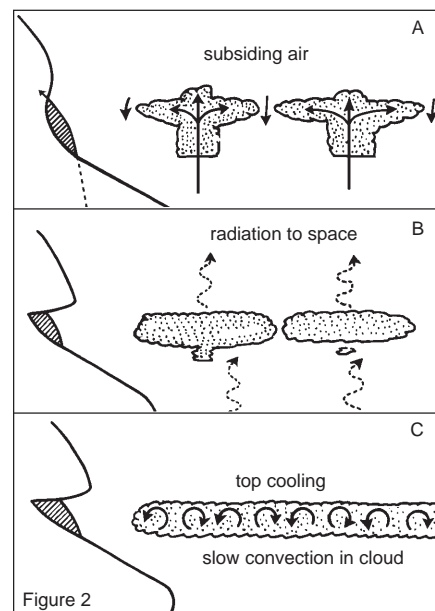 A
subsiding air
B
radiation to space
C
top cooling
slow convection in cloud
Figure 2